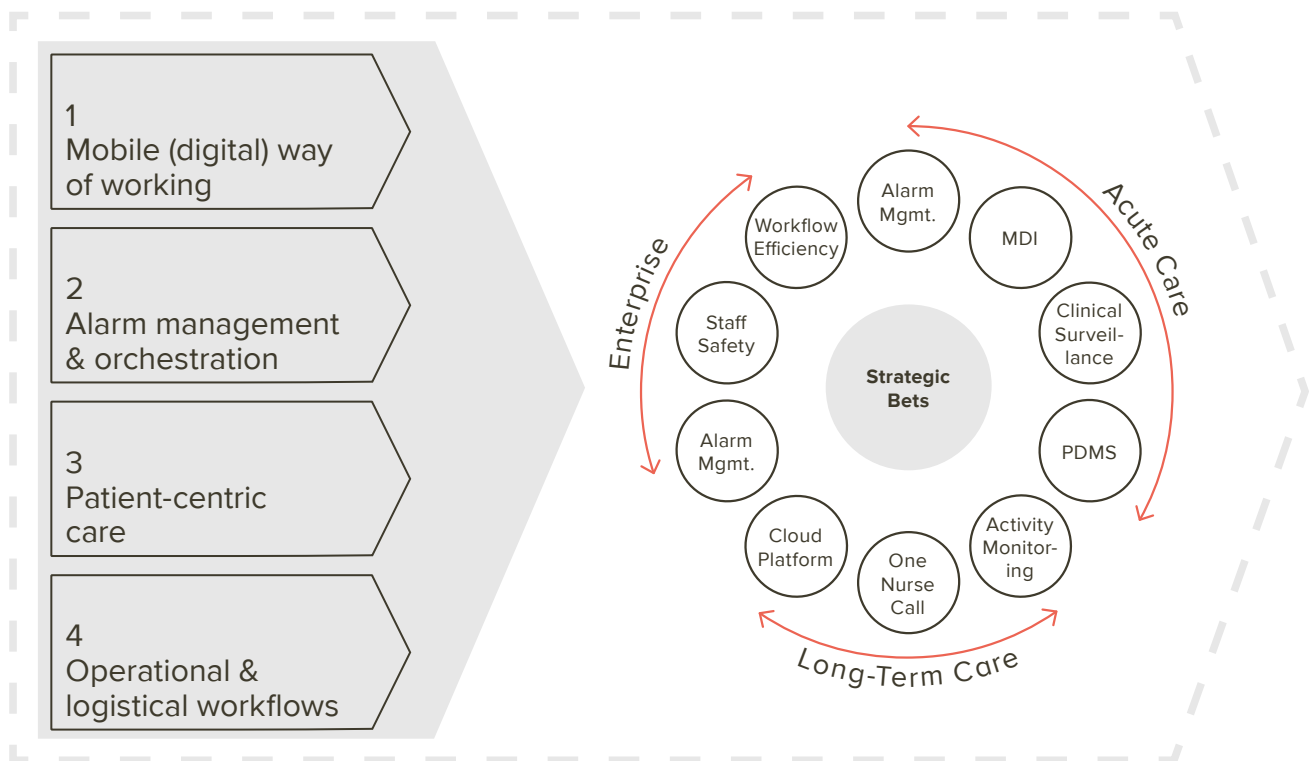 1
Mobile (digital) way
of working
2
Alarm management
& orchestration
3
Patient-centric
care
4
Operational &
logistical workflows
Strategic
Bets
Enterprise
Workflow
Efficiency
Staff
Safety
Alarm
Mgmt.
Acute Care
Alarm
Mgmt.
MDI
Clinical
Surveil-
lance
PDMS
Long-Term Care
Activity
Monitor-
ing
One
Nurse
Call
Cloud
Platform